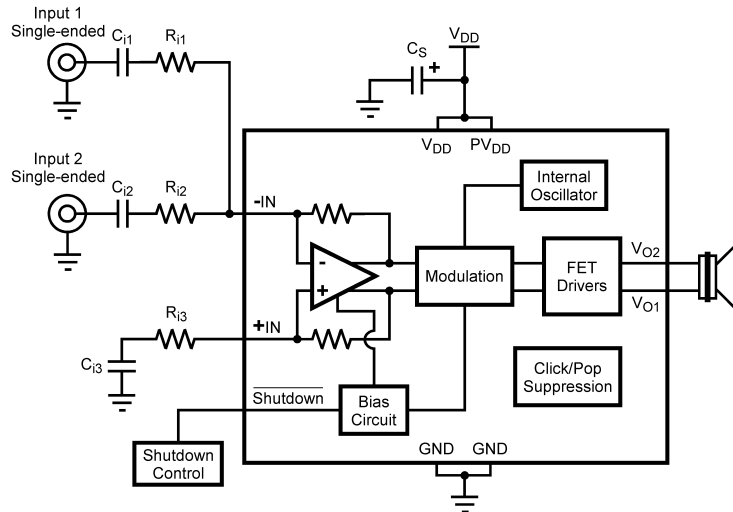 Input 1
Single-ended
Ci1
Ri1
CS
+
VDD
VDD
PVDD
Input 2
Single-ended
Ci2
Ri2
-IN
Internal
Oscillator
-
+
Modulation
FET
Drivers
VO2
VO1
Ri3
+IN
Ci3
Shutdown
Bias
Circuit
Click/Pop
Suppression
Shutdown
Control
GND
GND